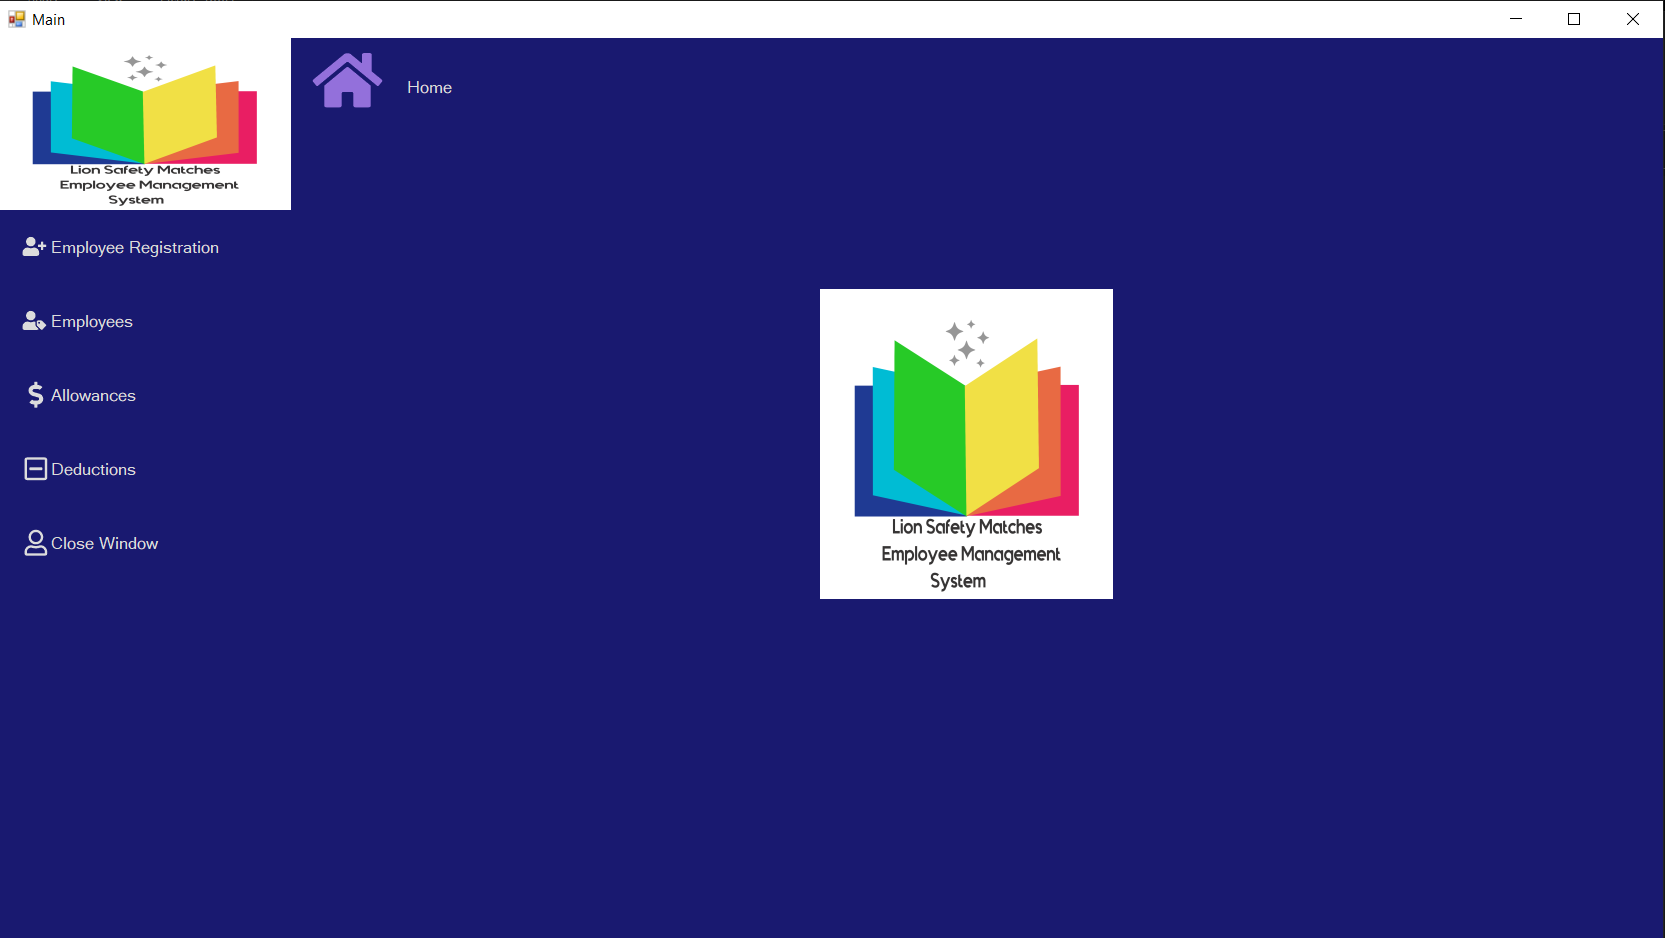 Main
Lion Safety Matches
Employee Management
System
Home
Employee Registration
Employees
Allowances
Deductions
Close Window
Lion Safety Matches
Employee Management
System